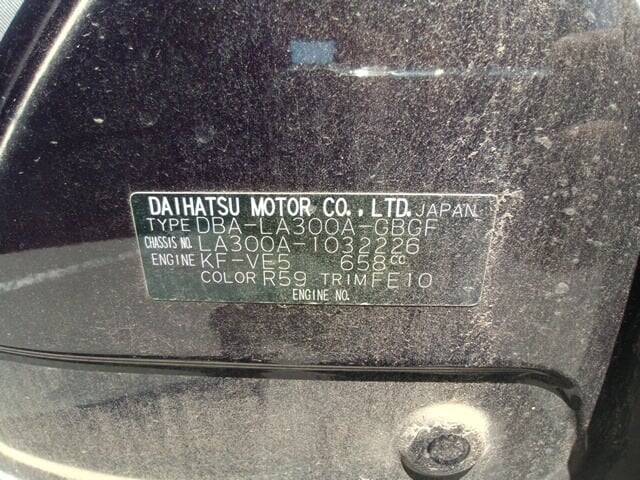 DAIHATSU MOTOR CO., LTD. JAPAN
TYPE DBA-LA300A-GBGF
CHASSIS NO. LA300A-1032226
ENGINE KF-VE5 658CC
COLOR R59 TRIM FE10
ENGINE NO.